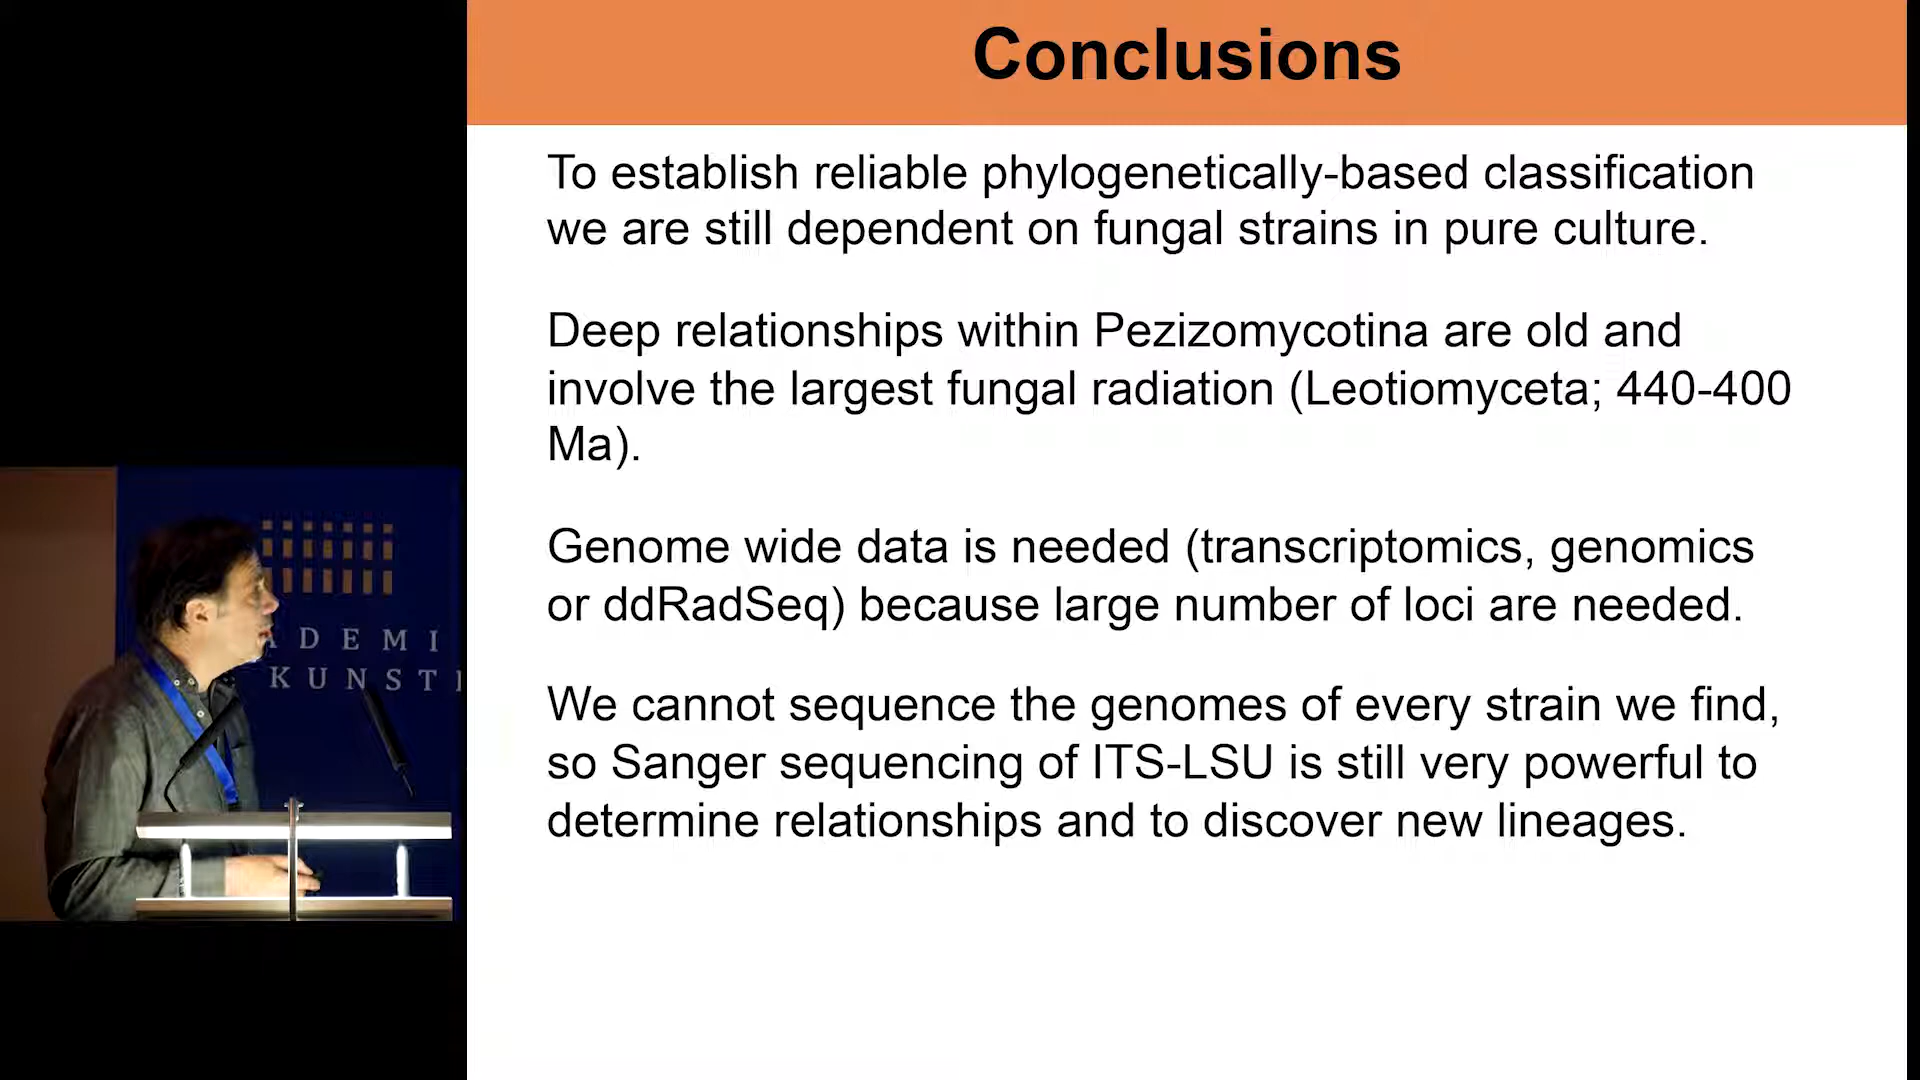 Conclusions
To establish reliable phylogenetically-based classification
we are still dependent on fungal strains in pure culture.
Deep relationships within Pezizomycotina are old and
involve the largest fungal radiation (Leotiomyceta; 440-400
Ma).
Genome wide data is needed (transcriptomics, genomics
or ddRadSeq) because large number of loci are needed.
We cannot sequence the genomes of every strain we find,
so Sanger sequencing of ITS-LSU is still very powerful to
determine relationships and to discover new lineages.
ADEMI
KUNST